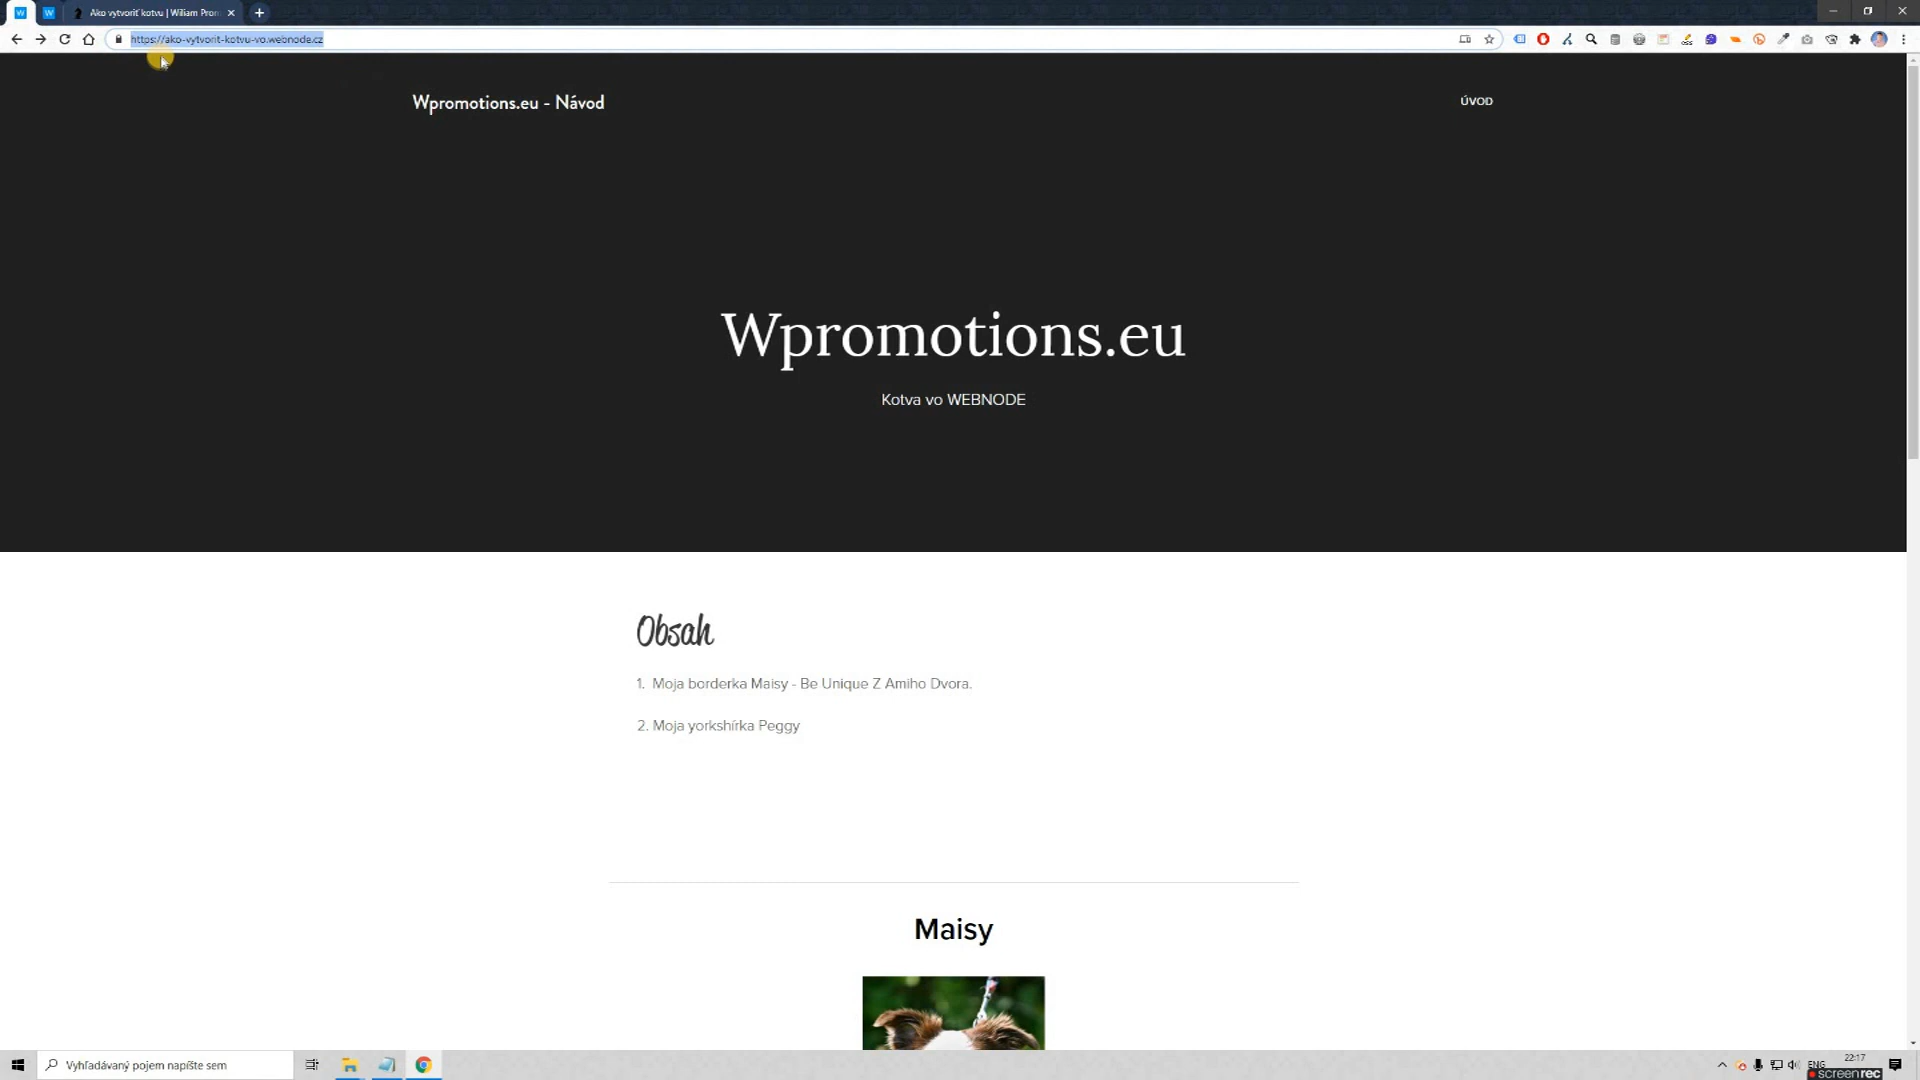 Ako vytvoriť kotvu | Wiliam Prom
https://ako-vytvorit-kotvu-vo.webnode.cz
Wpromotions.eu - Návod
ÚVOD
Wpromotions.eu
Kotva vo WEBNODE
Obsah
1. Moja borderka Maisy - Be Unique Z Amiho Dvora.
2. Moja yorkshírka Peggy
Maisy
Vyhľadávaný pojem napíšte sem
ENG
22:17
screenrec